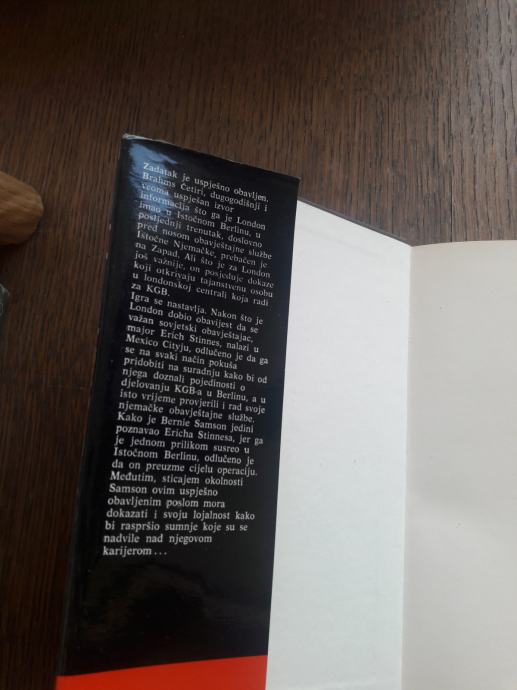 Zadatak je uspješno obavljen.
Brahms Četiri, dugogodišnji i
veoma uspješan izvor
informacija što ga je London
imao u Istočnom Berlinu, u
posljednji trenutak, doslovno
pred nosom obavještajne službe
Istočne Njemačke, prebačen je
na Zapad. Ali što je za London
još važnije, on posjeduje dokaze
koji otkrivaju tajanstvenu osobu
u londonskoj centrali koja radi
za KGB.
Igra se nastavlja. Nakon što je
London dobio obavijest da se
važan sovjetski obavještajac,
major Erich Stinnes, nalazi u
Mexico Cityju, odlučeno je da ga
se na svaki način pokuša
pridobiti na suradnju kako bi od
njega doznali pojedinosti o
djelovanju KGB-a u Berlinu, a u
isto vrijeme provjerili i rad svoje
njemačke obavještajne službe.
Kako je Bernie Samson jedini
poznavao Ericha Stinnesa, jer ga
je jednom prilikom susreo u
Istočnom Berlinu, odlučeno je
da on preuzme cijelu operaciju.
Međutim, sticajem okolnosti
Samson ovim uspješno
obavljenim poslom mora
dokazati i svoju lojalnost kako
bi raspršio sumnje koje su se
nadvile nad njegovom
karijerom ...